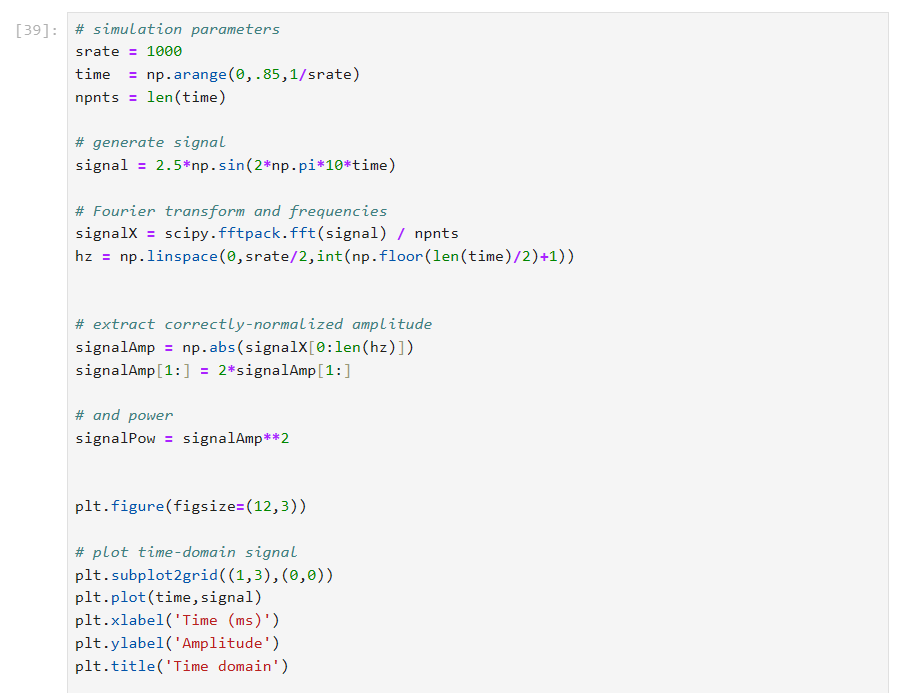 [39]:
# simulation parameters
srate = 1000
time  = np.arange(0,.85,1/srate)
npnts = len(time)
# generate signal
signal = 2.5*np.sin(2*np.pi*10*time)
# Fourier transform and frequencies
signalX = scipy.fftpack.fft(signal) / npnts
hz = np.linspace(0,srate/2,int(np.floor(len(time)/2)+1))
# extract correctly-normalized amplitude
signalAmp = np.abs(signalX[0:len(hz)])
signalAmp[1:] = 2*signalAmp[1:]
# and power
signalPow = signalAmp**2
plt.figure(figsize=(12,3))
# plot time-domain signal
plt.subplot2grid((1,3),(0,0))
plt.plot(time,signal)
plt.xlabel('Time (ms)')
plt.ylabel('Amplitude')
plt.title('Time domain')